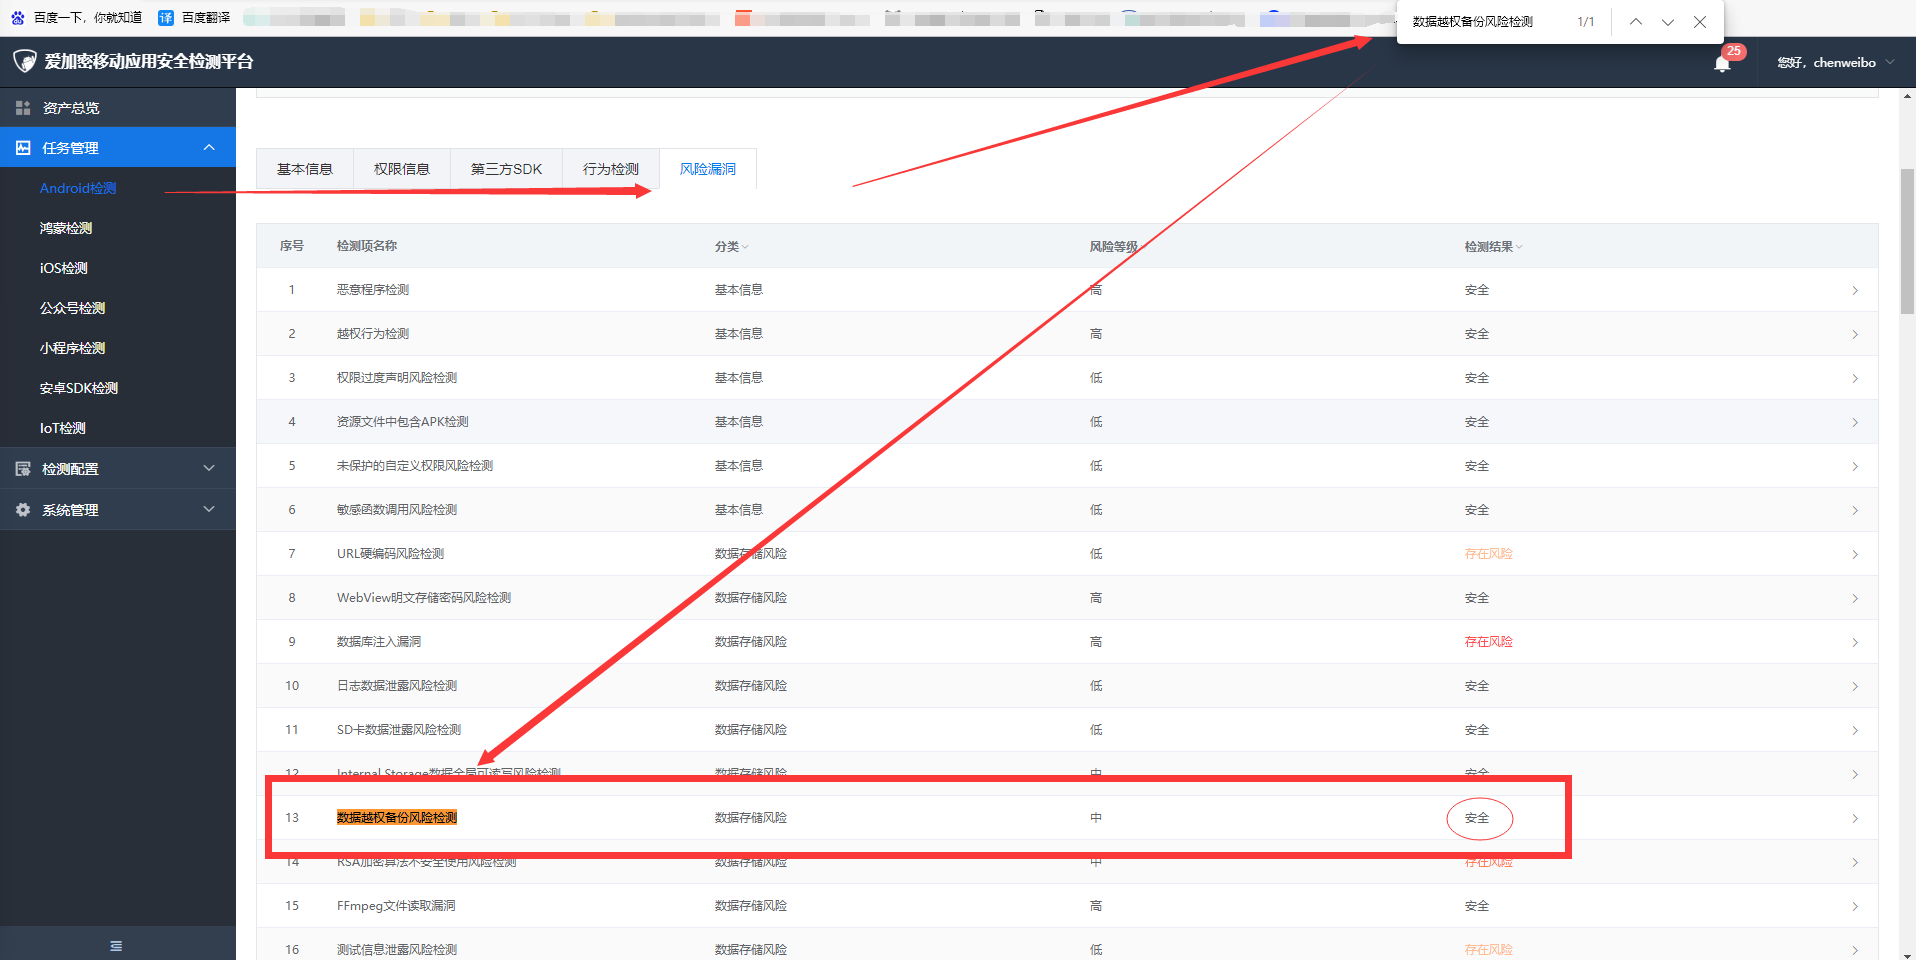 百度一下，你就知道
译 百度翻译
数据越权备份风险检测 1/1
爱加密移动应用安全检测平台
25
您好，chenweibo
资产总览
任务管理
Android检测
鸿蒙检测
iOS检测
公众号检测
小程序检测
安卓SDK检测
IoT检测
检测配置
系统管理
基本信息 权限信息 第三方SDK 行为检测 风险漏洞
序号 检测项名称 分类 风险等级 检测结果
1 恶意程序检测 基本信息 高 安全
2 越权行为检测 基本信息 高 安全
3 权限过度声明风险检测 基本信息 低 安全
4 资源文件中包含APK检测 基本信息 低 安全
5 未保护的自定义权限风险检测 基本信息 低 安全
6 敏感函数调用风险检测 基本信息 低 安全
7 URL硬编码风险检测 数据存储风险 低 存在风险
8 WebView明文存储密码风险检测 数据存储风险 高 安全
9 数据库注入漏洞 数据存储风险 高 存在风险
10 日志数据泄露风险检测 数据存储风险 低 安全
11 SD卡数据泄露风险检测 数据存储风险 低 安全
12 Internal Storage数据全局可读写风险检测 数据存储风险 中 安全
13 数据越权备份风险检测 数据存储风险 中 安全
14 RSA加密算法不安全使用风险检测 数据存储风险 中 存在风险
15 FFmpeg文件读取漏洞 数据存储风险 高 安全
16 测试信息泄露风险检测 数据存储风险 低 存在风险